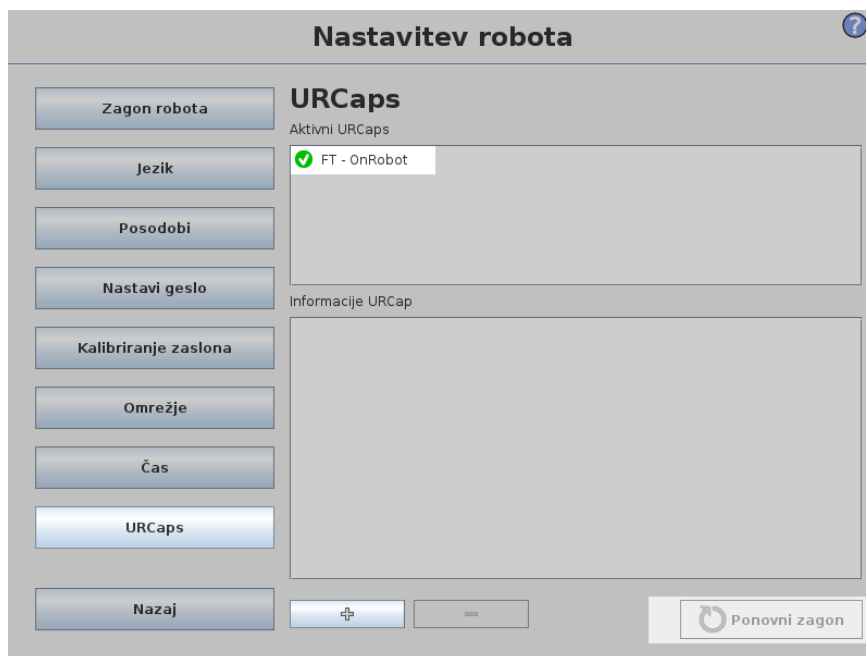 Nastavitev robota
?
Zagon robota
Jezik
Posodobi
Nastavi geslo
Kalibriranje zaslona
Omrežje
Čas
URCaps
Nazaj
URCaps
Aktivni URCaps
FT - OnRobot
Informacije URCap
Ponovni zagon